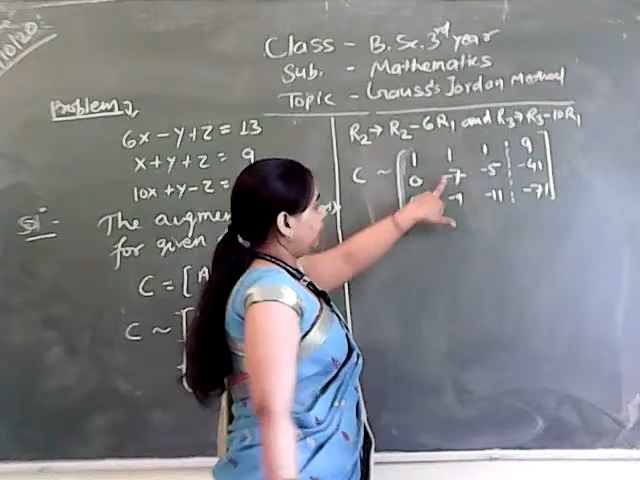 10/20
Class - B.Sc. 3rd year
Sub. - Mathematics
Topic - Gauss's Jordan Method
Problem
6x - y + z = 13
x + y + z = 9
10x + y - z =
Sol:-
The augmen
for given
C = [A
C ~ [
R2 → R2 - 6R1 and R3 → R3 - 10R1
C ~ [ 1 1 1 : 9
0 -7 -5 : -41
-9 -11 : -71 ]